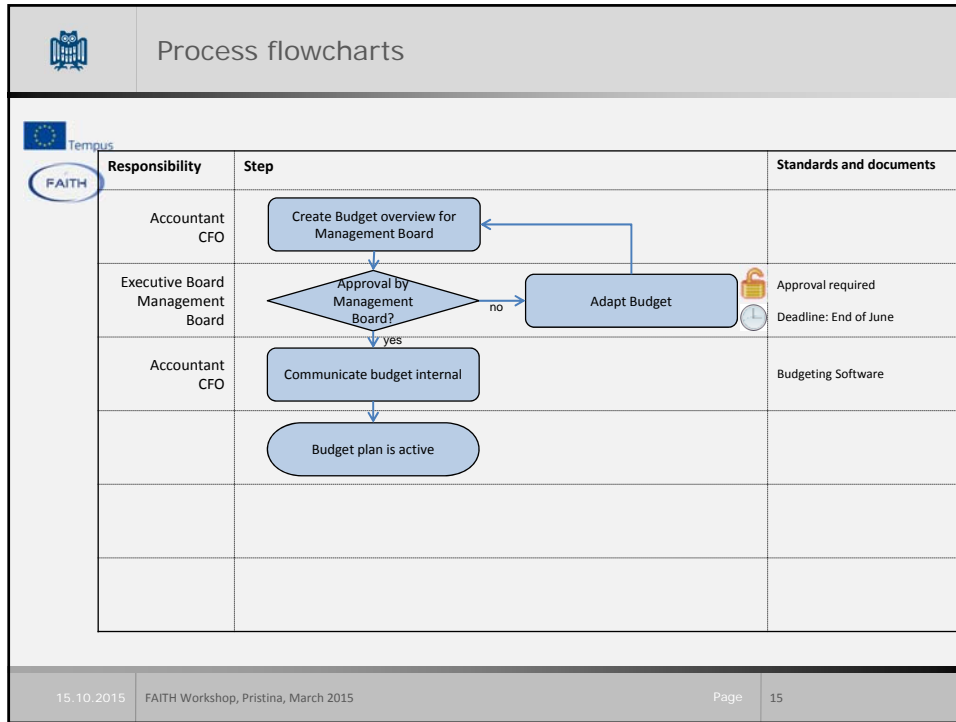 Process flowcharts
Tempus
FAITH
Responsibility
Step
Standards and documents
Accountant
CFO
Create Budget overview for
Management Board
Executive Board
Management
Board
Approval by
Management
Board?
no
Adapt Budget
Approval required
Deadline: End of June
yes
Accountant
CFO
Communicate budget internal
Budgeting Software
Budget plan is active
15.10.2015
FAITH Workshop, Pristina, March 2015
Page
15